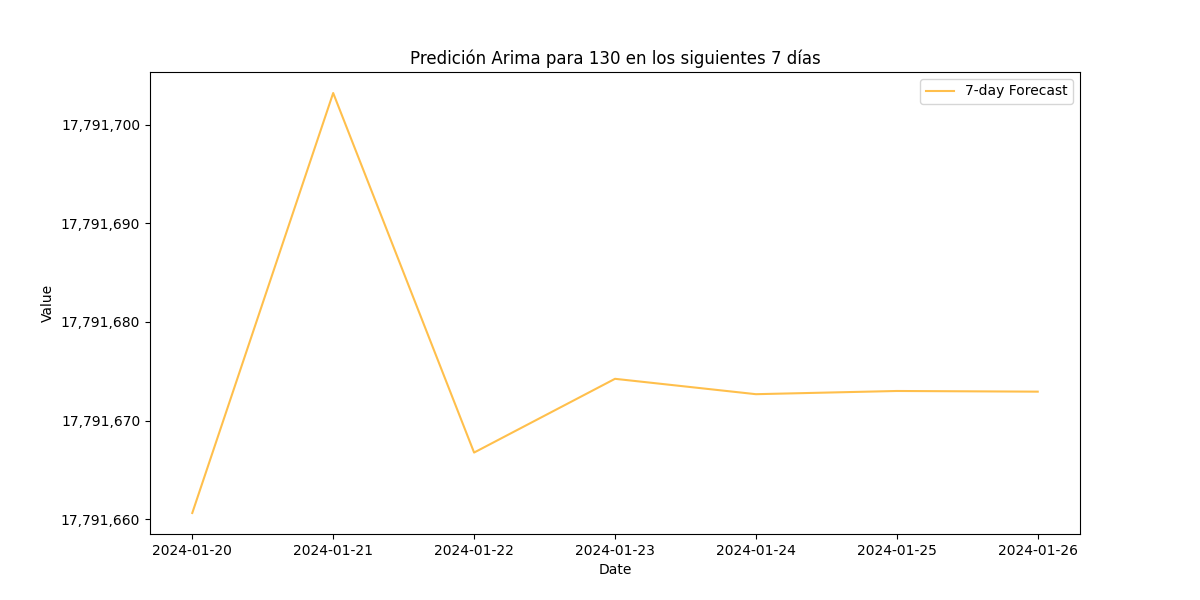 Predición Arima para 130 en los siguientes 7 días
7-day Forecast
17,791,700
17,791,690
17,791,680
17,791,670
17,791,660
Value
2024-01-20 2024-01-21 2024-01-22 2024-01-23 2024-01-24 2024-01-25 2024-01-26
Date